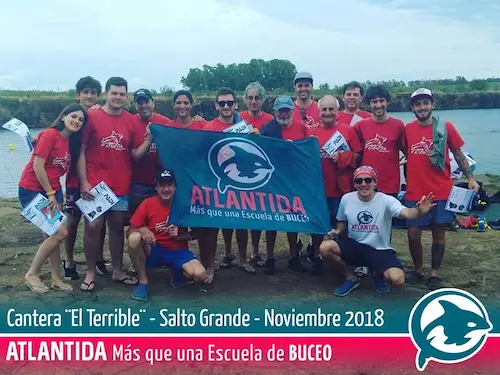 ATLANTIDA
Más que una Escuela de BUCEO
Cantera ¨El Terrible¨ - Salto Grande - Noviembre 2018
ATLANTIDA Más que una Escuela de BUCEO